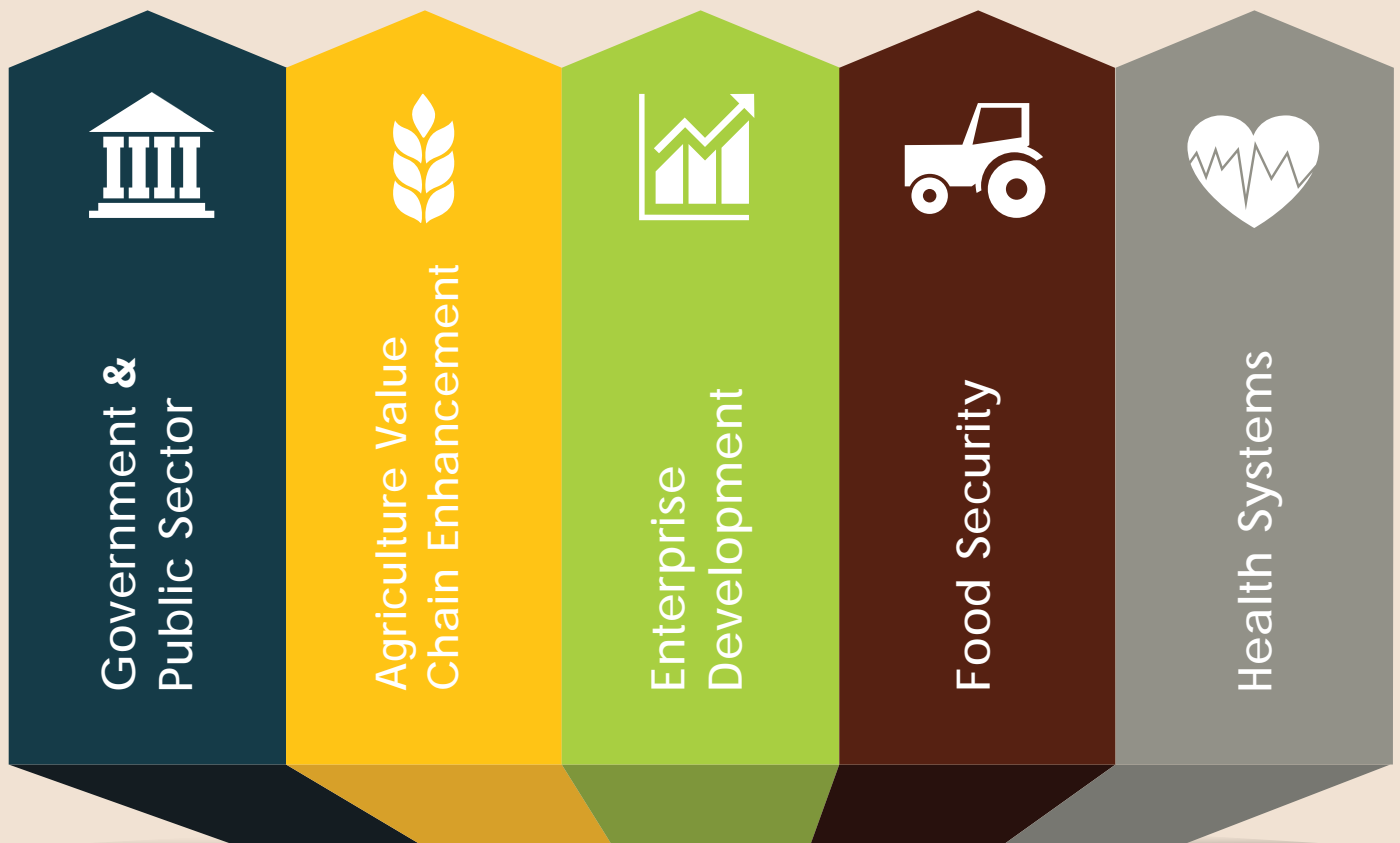 Government &
Public Sector
Agriculture Value
Chain Enhancement
Enterprise
Development
Food Security
Health Systems